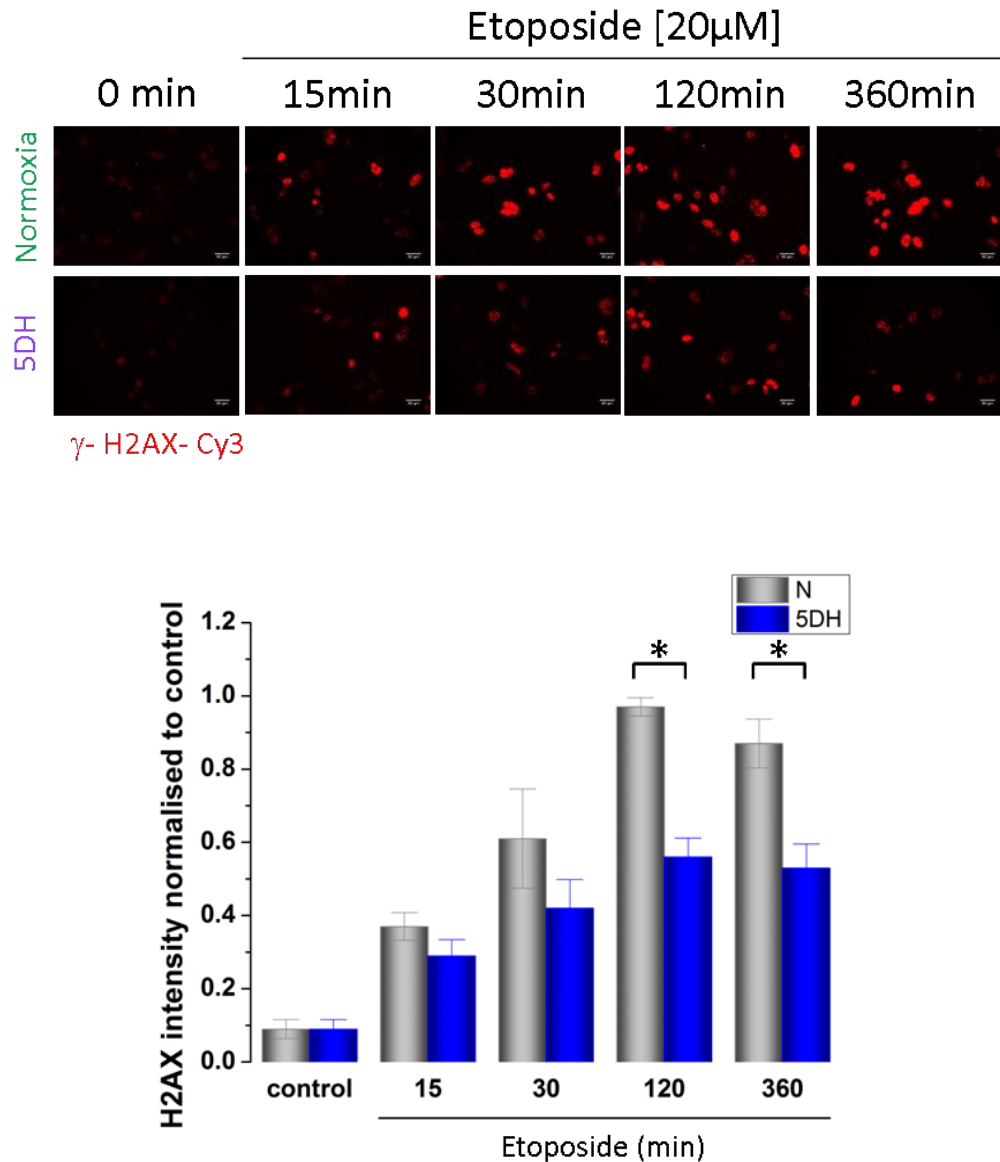 Etoposide [20µM]
0 min 15min 30min 120min 360min
Normoxia
5DH
γ- H2AX- Cy3
N
5DH
H2AX intensity normalised to control
1.2
1.0
0.8
0.6
0.4
0.2
0.0
* *
control 15 30 120 360
Etoposide (min)